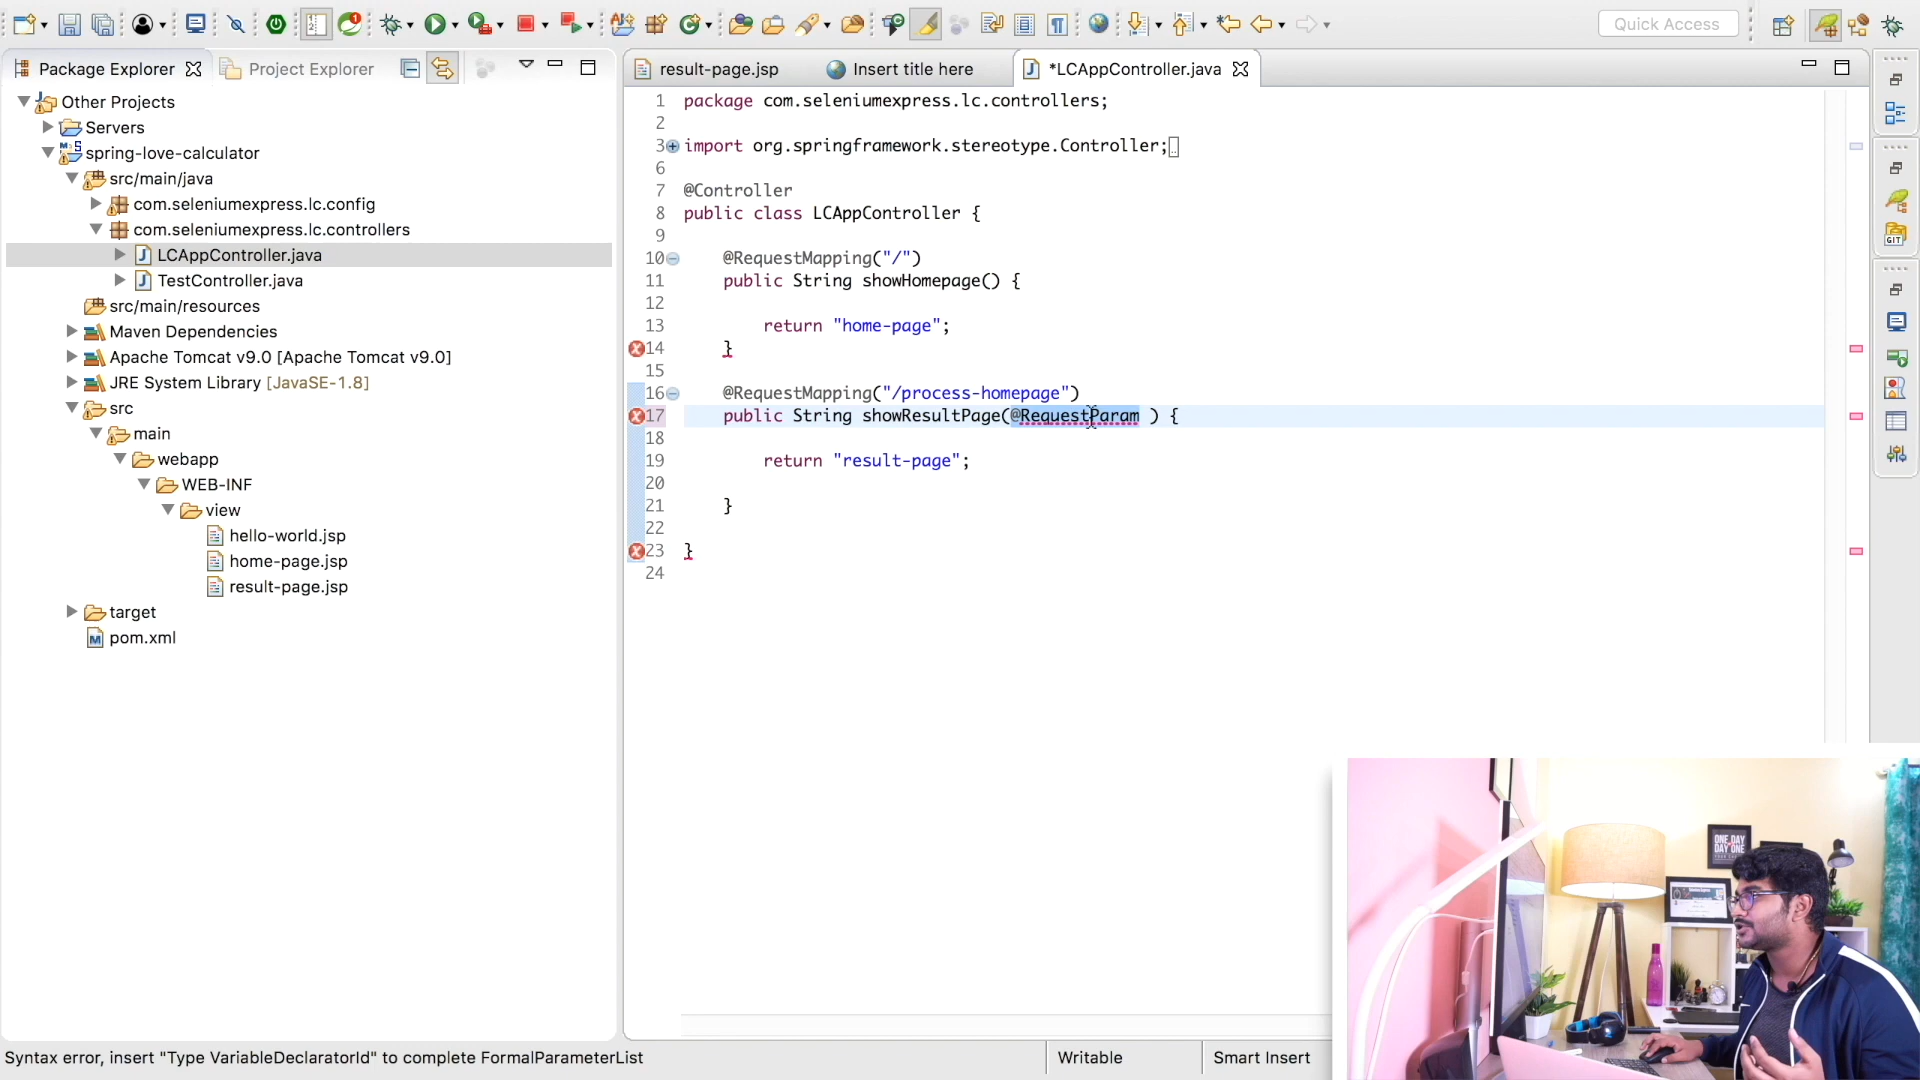 Quick Access
Package Explorer
Project Explorer
result-page.jsp
Insert title here
*LCAppController.java
Other Projects
Servers
spring-love-calculator
src/main/java
com.seleniumexpress.lc.config
com.seleniumexpress.lc.controllers
LCAppController.java
TestController.java
src/main/resources
Maven Dependencies
Apache Tomcat v9.0 [Apache Tomcat v9.0]
JRE System Library [JavaSE-1.8]
src
main
webapp
WEB-INF
view
hello-world.jsp
home-page.jsp
result-page.jsp
target
pom.xml
1 package com.seleniumexpress.lc.controllers;
2
3 import org.springframework.stereotype.Controller;
6
7 @Controller
8 public class LCAppController {
9
10 @RequestMapping("/")
11 public String showHomepage() {
12
13 return "home-page";
14 }
15
16 @RequestMapping("/process-homepage")
17 public String showResultPage(@RequestParam ) {
18
19 return "result-page";
20
21 }
22
23 }
24
GIT
ONE DAY
DAY ONE
Syntax error, insert "Type VariableDeclaratorId" to complete FormalParameterList
Writable
Smart Insert